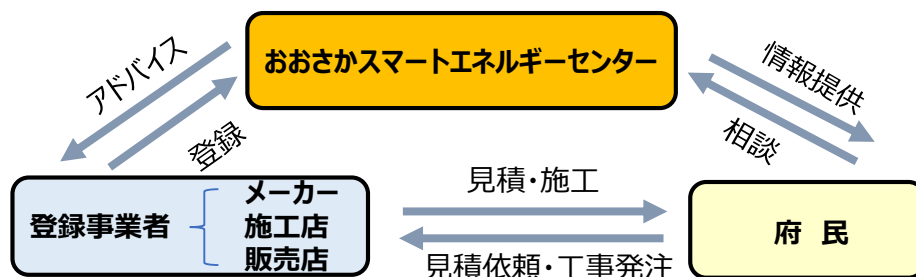 おおさかスマートエネルギーセンター
アドバイス
登録
情報提供
相談
登録事業者
メーカー
施工店
販売店
見積・施工
見積依頼・工事発注
府 民